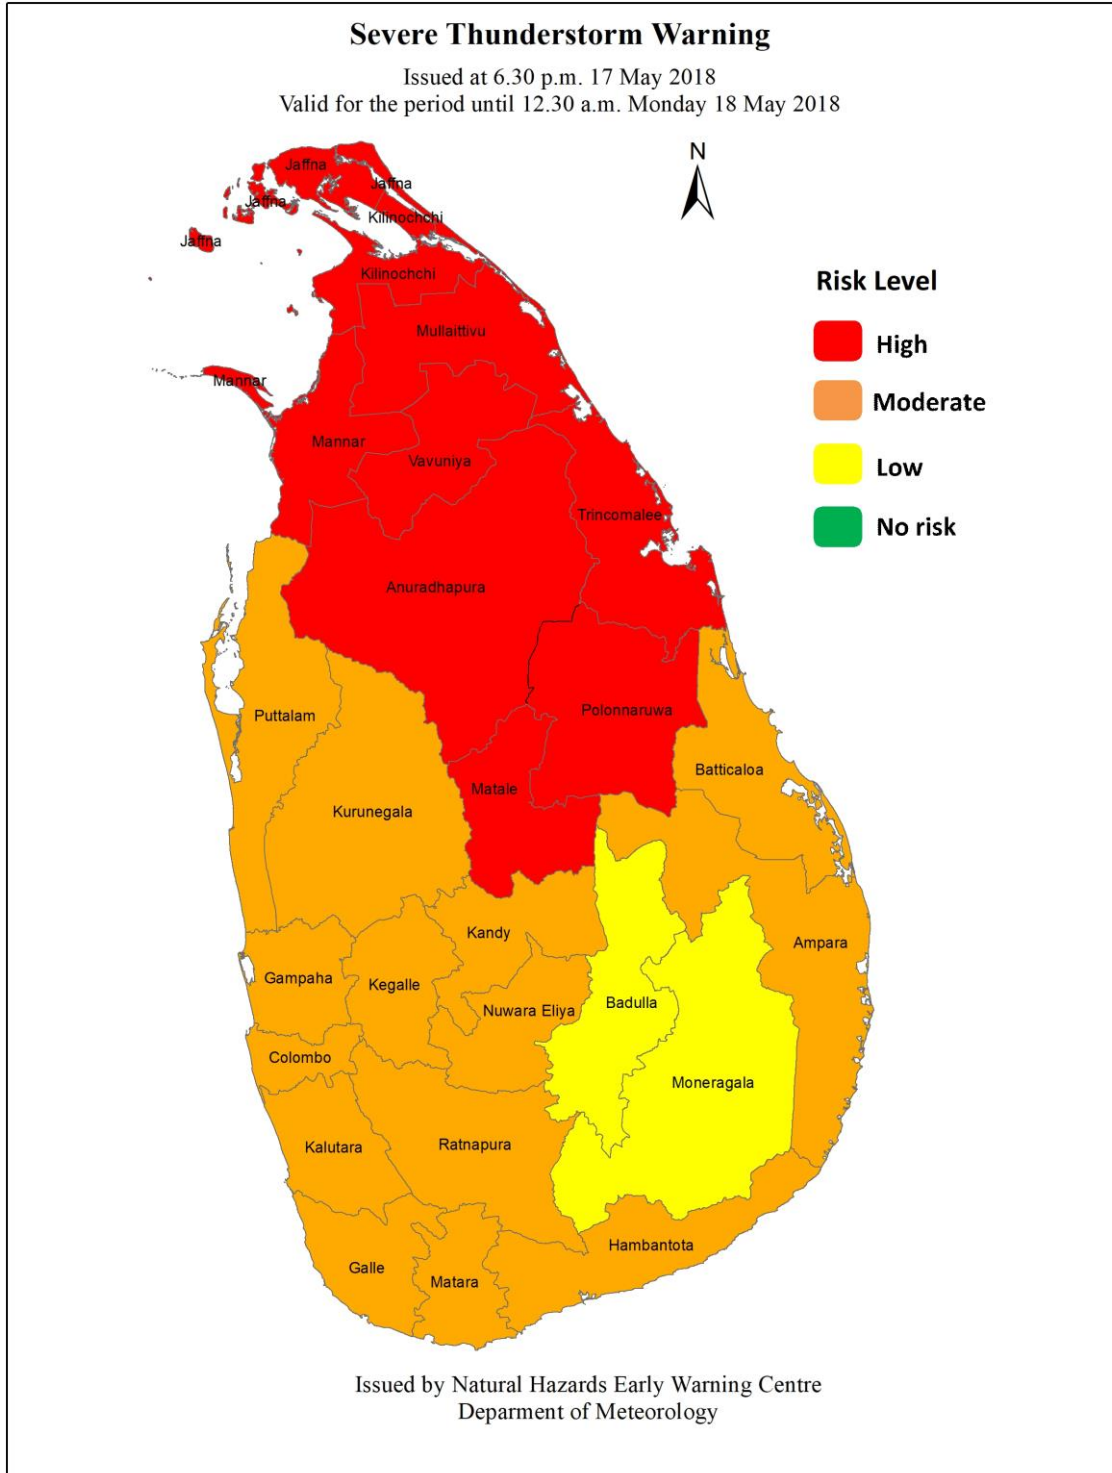 Severe Thunderstorm Warning
Issued at 6.30 p.m. 17 May 2018
Valid for the period until 12.30 a.m. Monday 18 May 2018
N
Jaffna
Jaffna
Jaffna
Kilinochchi
Jaffna
Kilinochchi
Risk Level
Mullaittivu
High
Mannar
Moderate
Mannar
Vavuniya
Low
Trincomalee
No risk
Anuradhapura
Polonnaruwa
Puttalam
Batticaloa
Matale
Kurunegala
Kandy
Ampara
Gampaha
Kegalle
Badulla
Nuwara Eliya
Colombo
Moneragala
Kalutara
Ratnapura
Hambantota
Galle
Matara
Issued by Natural Hazards Early Warning Centre
Deparment of Meteorology